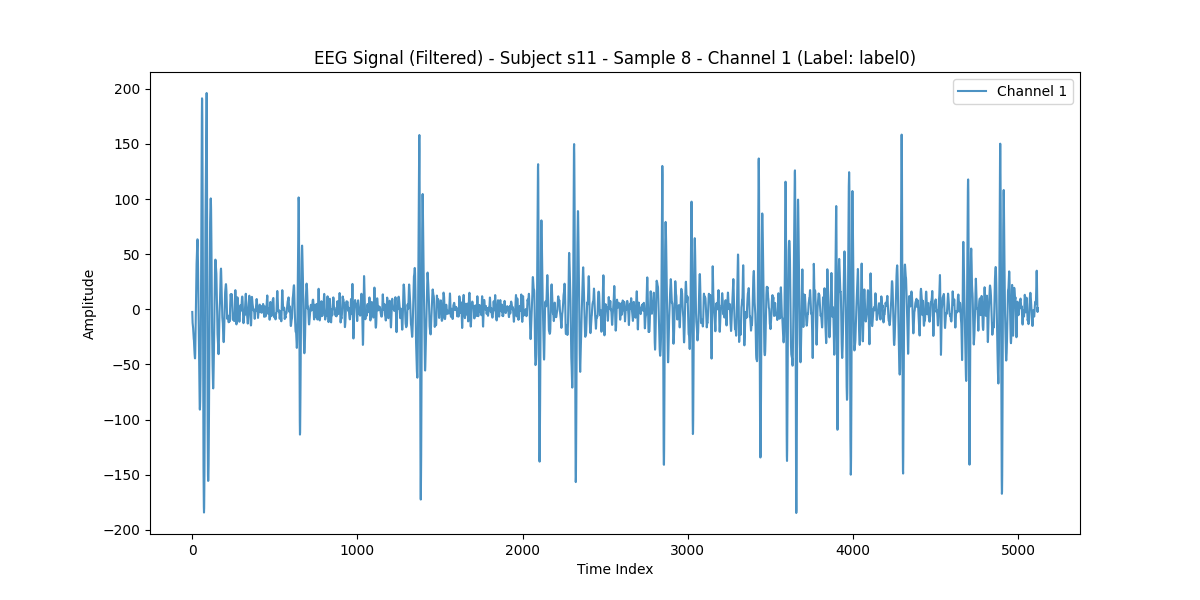 EEG Signal (Filtered) - Subject s11 - Sample 8 - Channel 1 (Label: label0)
Channel 1
200
150
100
50
0
−50
−100
−150
−200
Amplitude
0 1000 2000 3000 4000 5000
Time Index